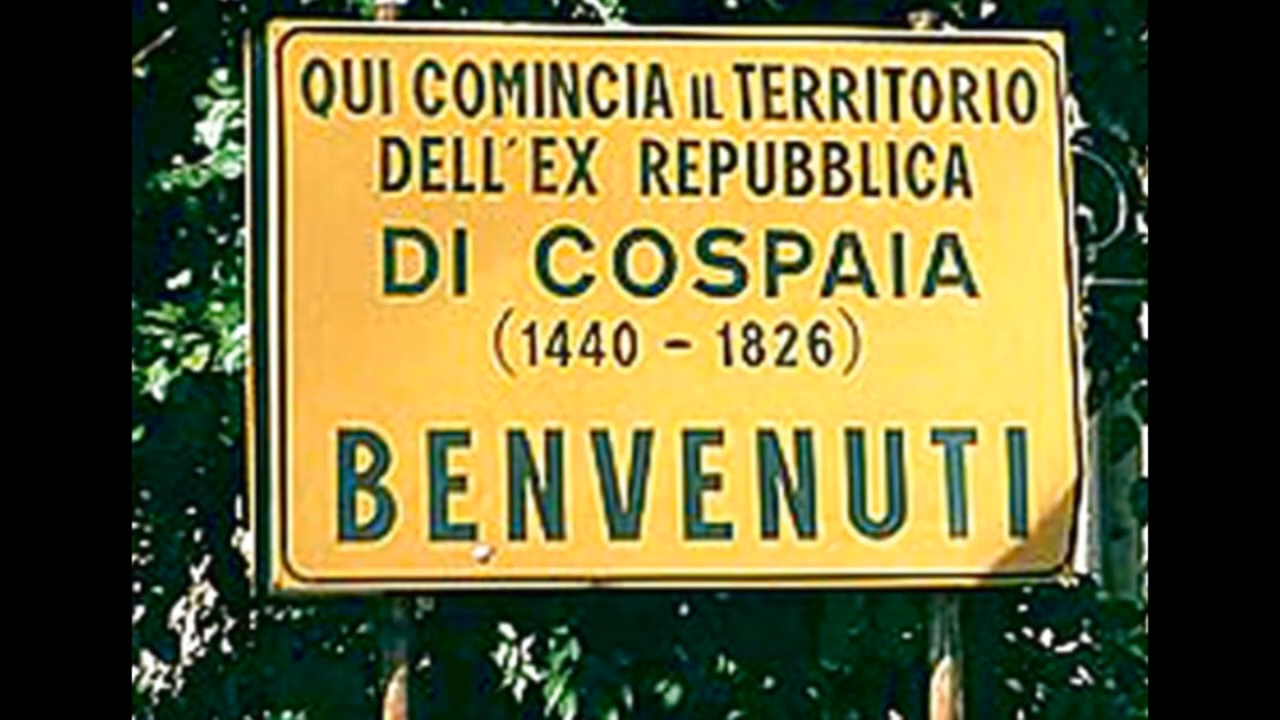 QUI COMINCIA IL TERRITORIO
DELL'EX REPUBBLICA
DI COSPAIA
(1440 - 1826)
BENVENUTI